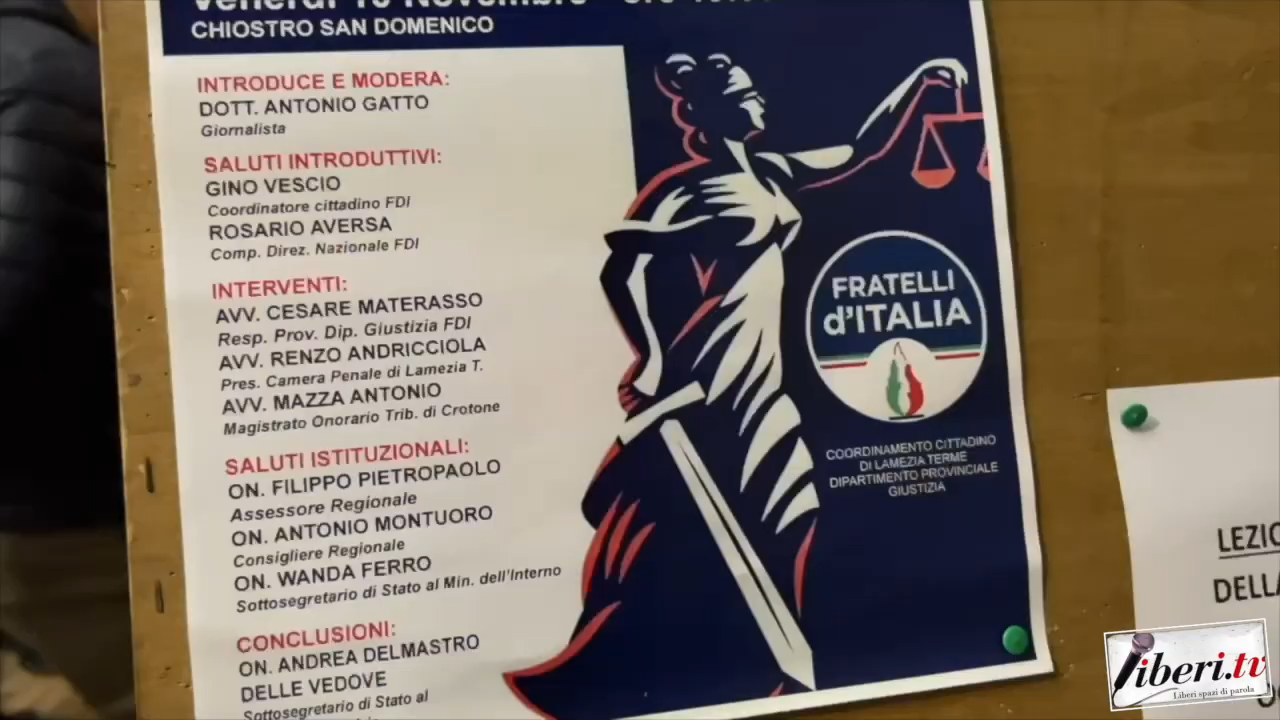 CHIOSTRO SAN DOMENICO
INTRODUCE E MODERA:
DOTT. ANTONIO GATTO
Giornalista
SALUTI INTRODUTTIVI:
GINO VESCIO
Coordinatore cittadino FDI
ROSARIO AVERSA
Comp. Direz. Nazionale FDI
INTERVENTI:
AVV. CESARE MATERASSO
Resp. Prov. Dip. Giustizia FDI
AVV. RENZO ANDRICCIOLA
Pres. Camera Penale di Lamezia T.
AVV. MAZZA ANTONIO
Magistrato Onorario Trib. di Crotone
SALUTI ISTITUZIONALI:
ON. FILIPPO PIETROPAOLO
Assessore Regionale
ON. ANTONIO MONTUORO
Consigliere Regionale
ON. WANDA FERRO
Sottosegretario di Stato al Min. dell'Interno
CONCLUSIONI:
ON. ANDREA DELMASTRO
DELLE VEDOVE
Sottosegretario di Stato al
FRATELLI
d'ITALIA
COORDINAMENTO CITTADINO
DI LAMEZIA TERME
DIPARTIMENTO PROVINCIALE
GIUSTIZIA
LEZIO
DELLA
liberi.tv
Liberi spazi di parola